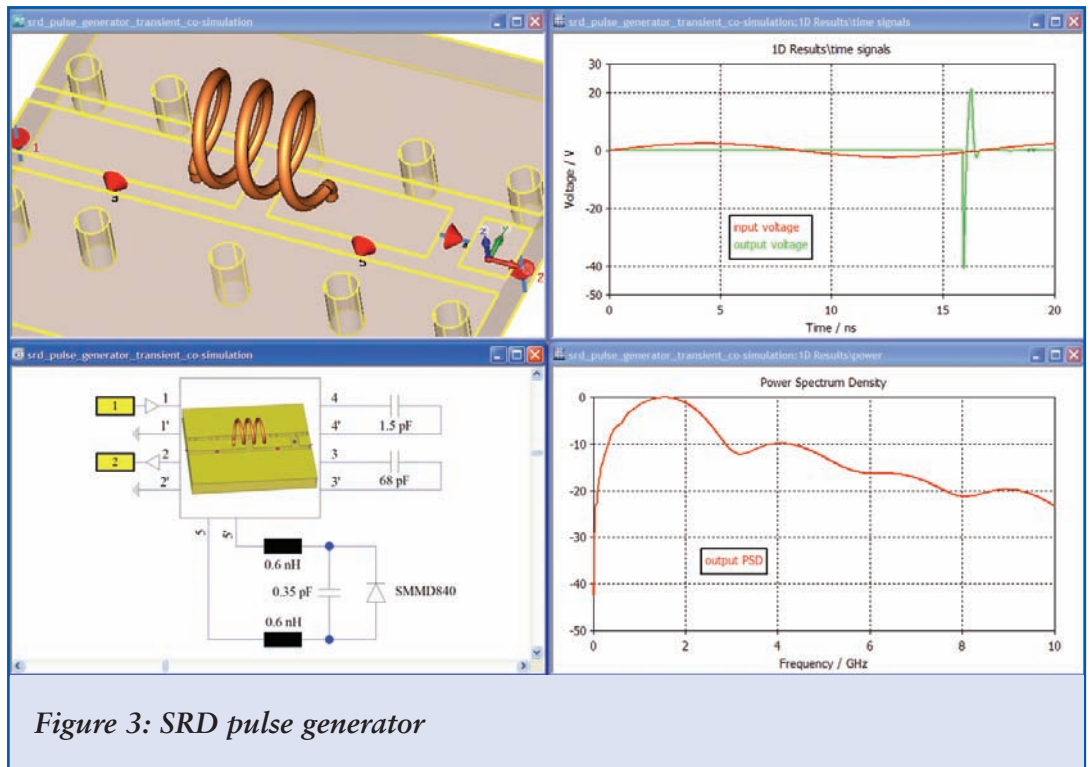 srd_pulse_generator_transient_co-simulation
1
3
5
4
2
Z
Y
srd_pulse_generator_transient_co-simulation:1D Results\time signals
1D Results\time signals
Voltage / V
30
20
0
-20
-40
-50
input voltage
output voltage
0
5
10
15
20
Time / ns
srd_pulse_generator_transient_co-simulation
1
1
1'
2
2
2'
4
4'
1.5 pF
3
3'
68 pF
5
5'
0.6 nH
0.35 pF
SMMD840
0.6 nH
srd_pulse_generator_transient_co-simulation:1D Results\power
Power Spectrum Density
0
-10
-20
-30
-40
-50
output PSD
0
2
4
6
8
10
Frequency / GHz
Figure 3: SRD pulse generator